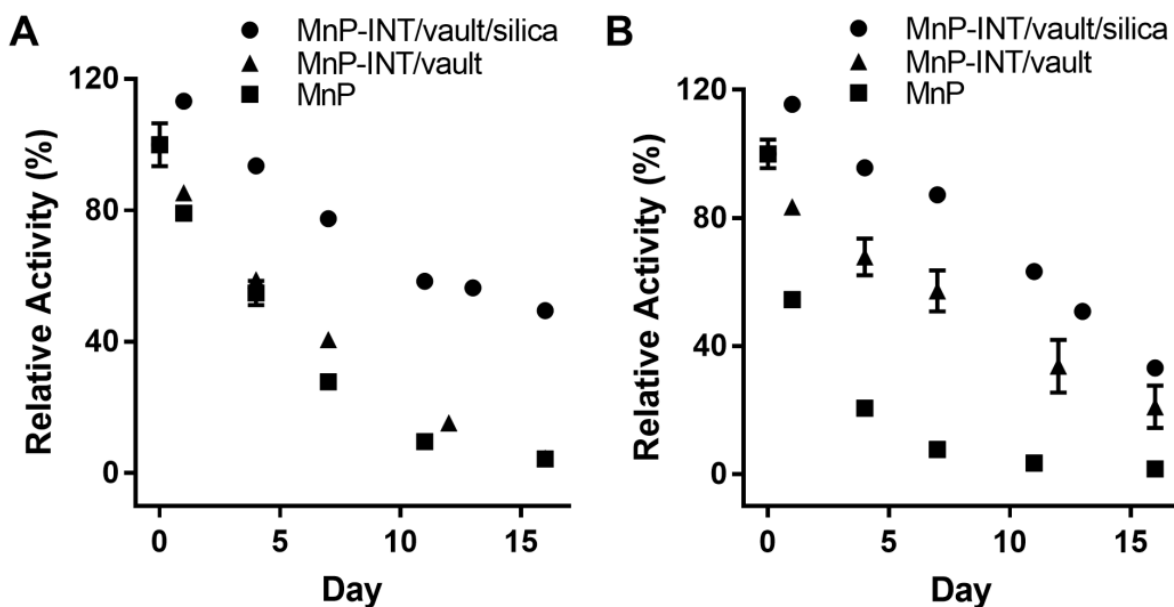 A
MnP-INT/vault/silica
MnP-INT/vault
MnP
Relative Activity (%)
120
80
40
0
0 5 10 15
Day
B
MnP-INT/vault/silica
MnP-INT/vault
MnP
Relative Activity (%)
120
80
40
0
0 5 10 15
Day